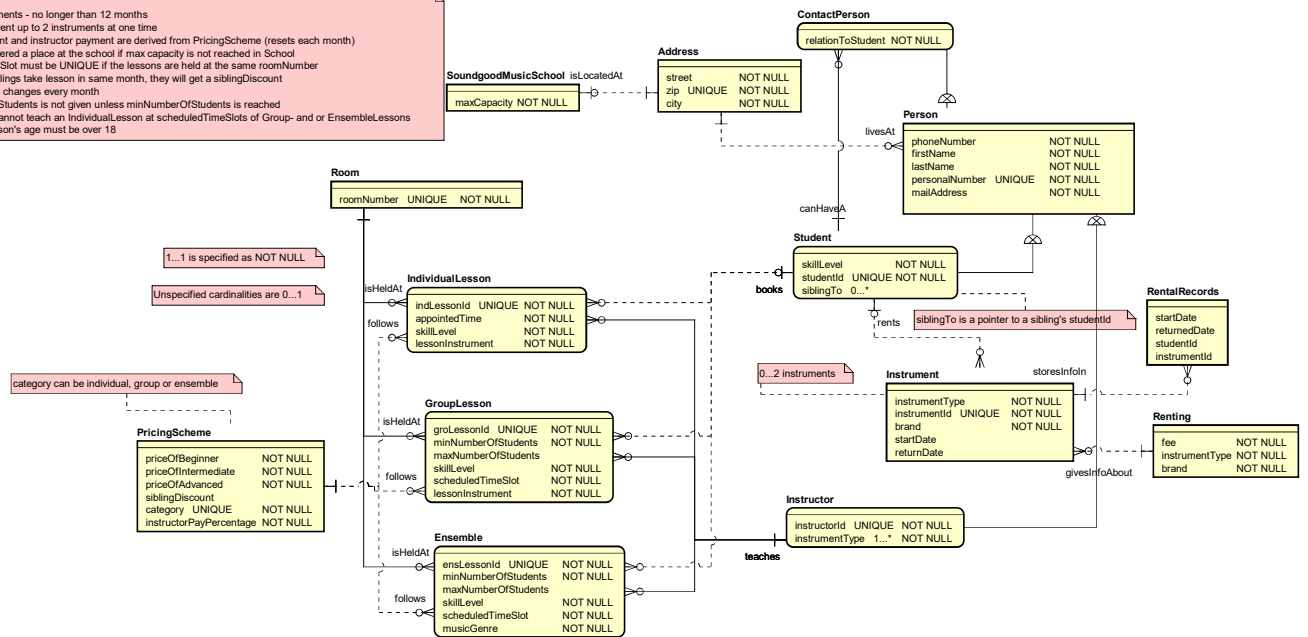 ments - no longer than 12 months
ent up to 2 instruments at one time
nt and instructor payment are derived from PricingScheme (resets each month)
ered a place at the school if max capacity is not reached in School
Slot must be UNIQUE if the lessons are held at the same roomNumber
lings take lesson in same month, they will get a siblingDiscount
changes every month
Students is not given unless minNumberOfStudents is reached
annot teach an IndividualLesson at scheduledTimeSlots of Group- and or EnsembleLessons
son's age must be over 18
ContactPerson
relationToStudent NOT NULL
SoundgoodMusicSchool
maxCapacity NOT NULL
isLocatedAt
Address
street NOT NULL
zip UNIQUE NOT NULL
city NOT NULL
livesAt
Person
phoneNumber NOT NULL
firstName NOT NULL
lastName NOT NULL
personalNumber UNIQUE NOT NULL
mailAddress NOT NULL
Room
roomNumber UNIQUE NOT NULL
canHaveA
1...1 is specified as NOT NULL
Unspecified cardinalities are 0...1
Student
skillLevel NOT NULL
studentId UNIQUE NOT NULL
siblingTo 0...*
books
rents
siblingTo is a pointer to a sibling's studentId
isHeldAt
follows
IndividualLesson
indLessonId UNIQUE NOT NULL
appointedTime NOT NULL
skillLevel NOT NULL
lessonInstrument NOT NULL
RentalRecords
startDate
returnedDate
studentId
instrumentId
storesInfoIn
0...2 instruments
Instrument
instrumentType NOT NULL
instrumentId UNIQUE NOT NULL
brand NOT NULL
startDate
returnDate
givesInfoAbout
Renting
fee NOT NULL
instrumentType NOT NULL
brand NOT NULL
category can be individual, group or ensemble
isHeldAt
follows
GroupLesson
groLessonId UNIQUE NOT NULL
minNumberOfStudents NOT NULL
maxNumberOfStudents
skillLevel NOT NULL
scheduledTimeSlot NOT NULL
lessonInstrument NOT NULL
PricingScheme
priceOfBeginner NOT NULL
priceOfIntermediate NOT NULL
priceOfAdvanced NOT NULL
siblingDiscount
category UNIQUE NOT NULL
instructorPayPercentage NOT NULL
Instructor
instructorId UNIQUE NOT NULL
instrumentType 1...* NOT NULL
teaches
isHeldAt
follows
Ensemble
ensLessonId UNIQUE NOT NULL
minNumberOfStudents NOT NULL
maxNumberOfStudents
skillLevel NOT NULL
scheduledTimeSlot NOT NULL
musicGenre NOT NULL